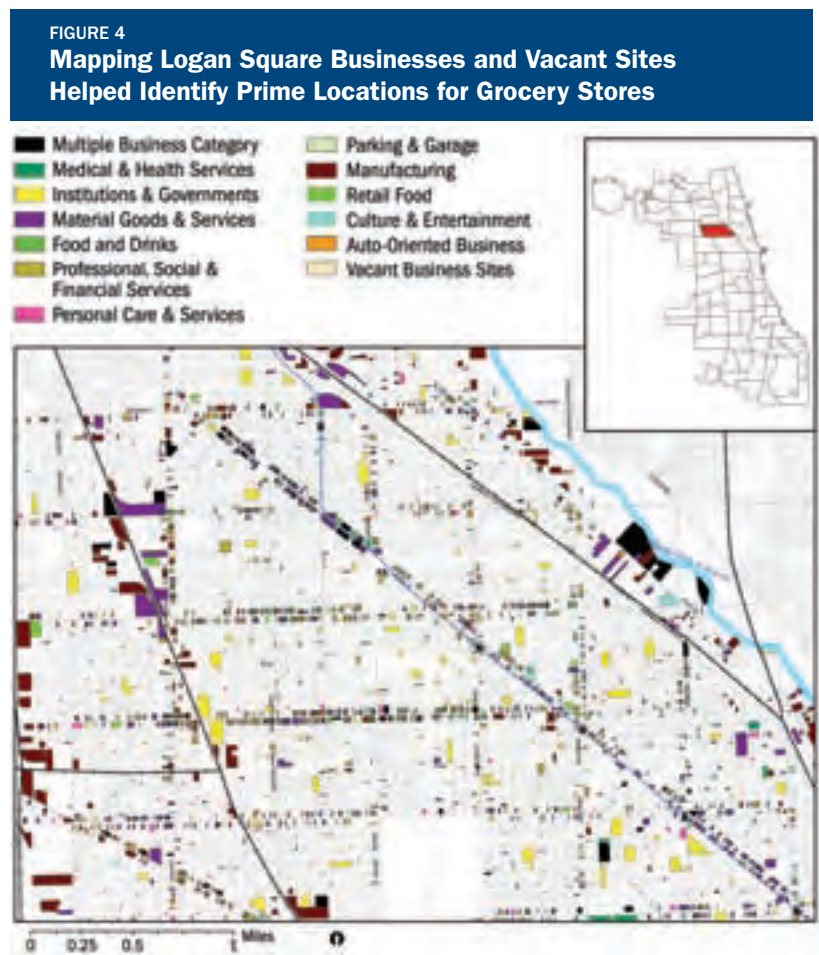 FIGURE 4
Mapping Logan Square Businesses and Vacant Sites
Helped Identify Prime Locations for Grocery Stores
Multiple Business Category
Medical & Health Services
Institutions & Governments
Material Goods & Services
Food and Drinks
Professional, Social &
Financial Services
Personal Care & Services
Parking & Garage
Manufacturing
Retail Food
Culture & Entertainment
Auto-Oriented Business
Vacant Business Sites
0 0.25 0.5 1 Miles